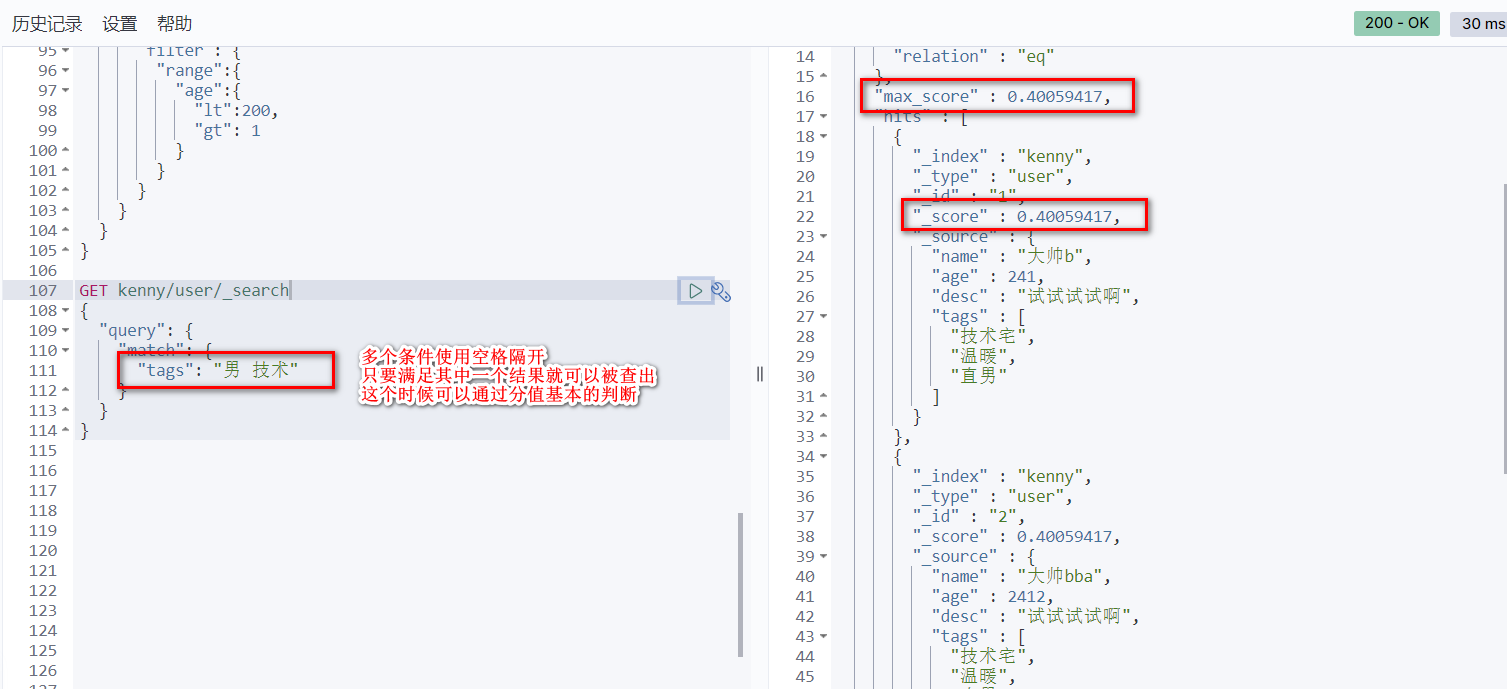 历史记录 设置 帮助
200 - OK
30 ms
95 filter : {
96 "range":{
97 "age":{
98 "lt":200,
99 "gt": 1
100 }
101 }
102 }
103 }
104 }
105 }
106
107 GET kenny/user/_search
108 {
109 "query": {
110 "match": {
111 "tags": "男 技术"
112 }
113 }
114 }
115
116
117
118
119
120
121
122
123
124
125
126
多个条件使用空格隔开
只要满足其中一个结果就可以被查出
这个时候可以通过分值基本的判断
14 "relation" : "eq"
15 },
16 "max_score" : 0.40059417,
17 "hits" : [
18 {
19 "_index" : "kenny",
20 "_type" : "user",
21 "_id" : "1",
22 "_score" : 0.40059417,
23 "_source" : {
24 "name" : "大帅b",
25 "age" : 241,
26 "desc" : "试试试试啊",
27 "tags" : [
28 "技术宅",
29 "温暖",
30 "直男"
31 ]
32 }
33 },
34 {
35 "_index" : "kenny",
36 "_type" : "user",
37 "_id" : "2",
38 "_score" : 0.40059417,
39 "_source" : {
40 "name" : "大帅bba",
41 "age" : 2412,
42 "desc" : "试试试试啊",
43 "tags" : [
44 "技术宅",
45 "温暖",